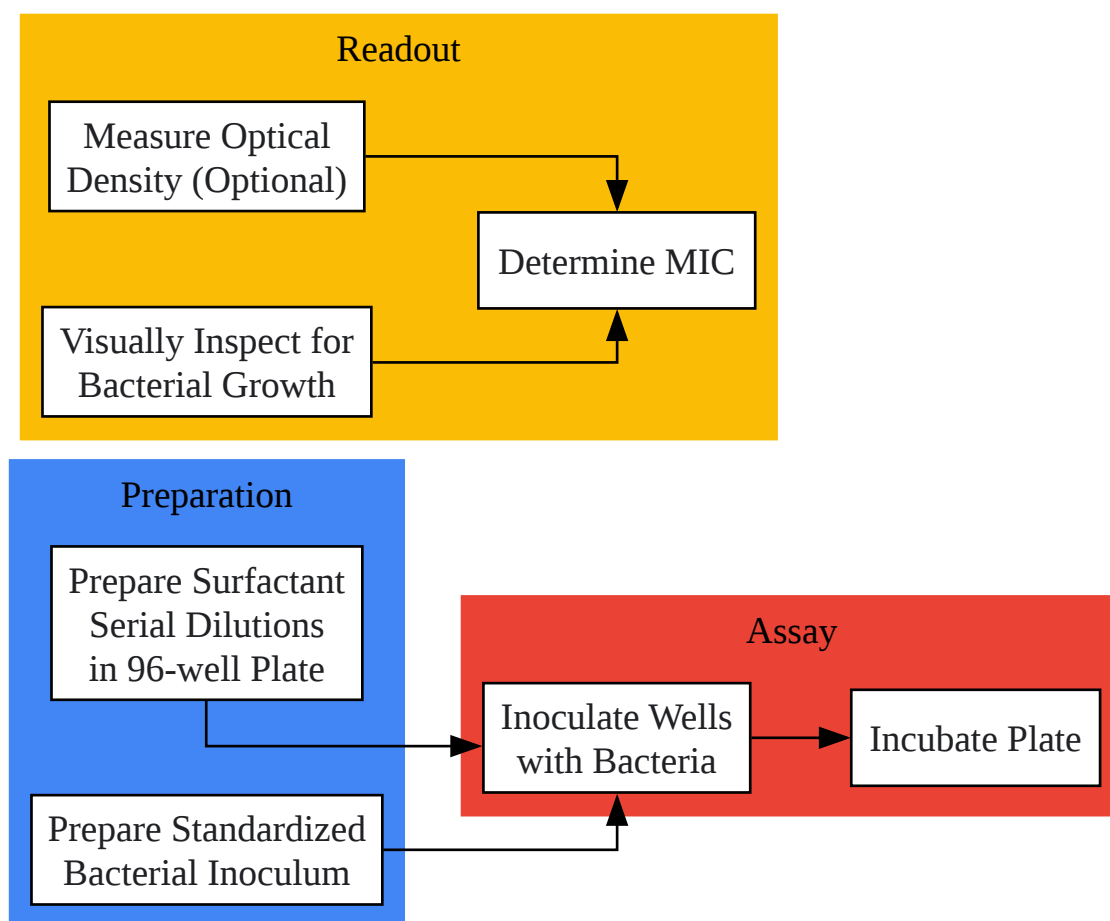 Readout
Measure Optical
Density (Optional)
Determine MIC
Visually Inspect for
Bacterial Growth
Preparation
Prepare Surfactant
Serial Dilutions
in 96-well Plate
Assay
Inoculate Wells
with Bacteria
Incubate Plate
Prepare Standardized
Bacterial Inoculum